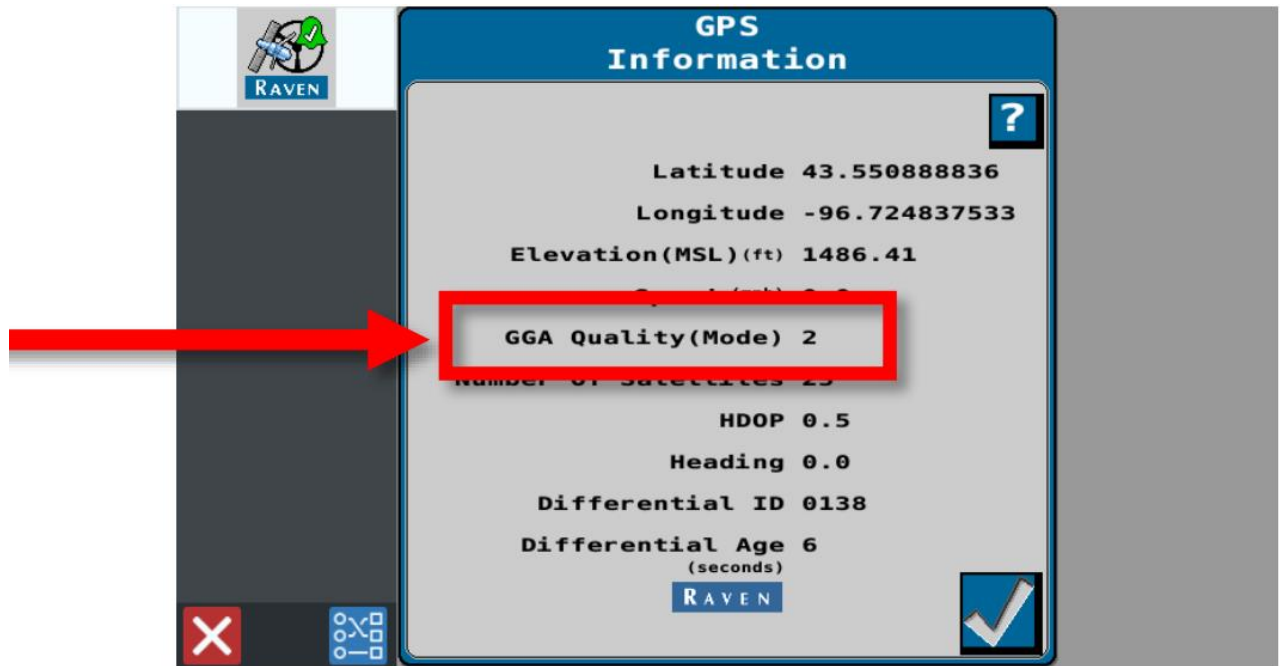 GPS
Information
RAVEN
?
Latitude 43.550888836
Longitude -96.724837533
Elevation(MSL)(ft) 1486.41
GGA Quality(Mode) 2
HDOP 0.5
Heading 0.0
Differential ID 0138
Differential Age 6
(seconds)
RAVEN